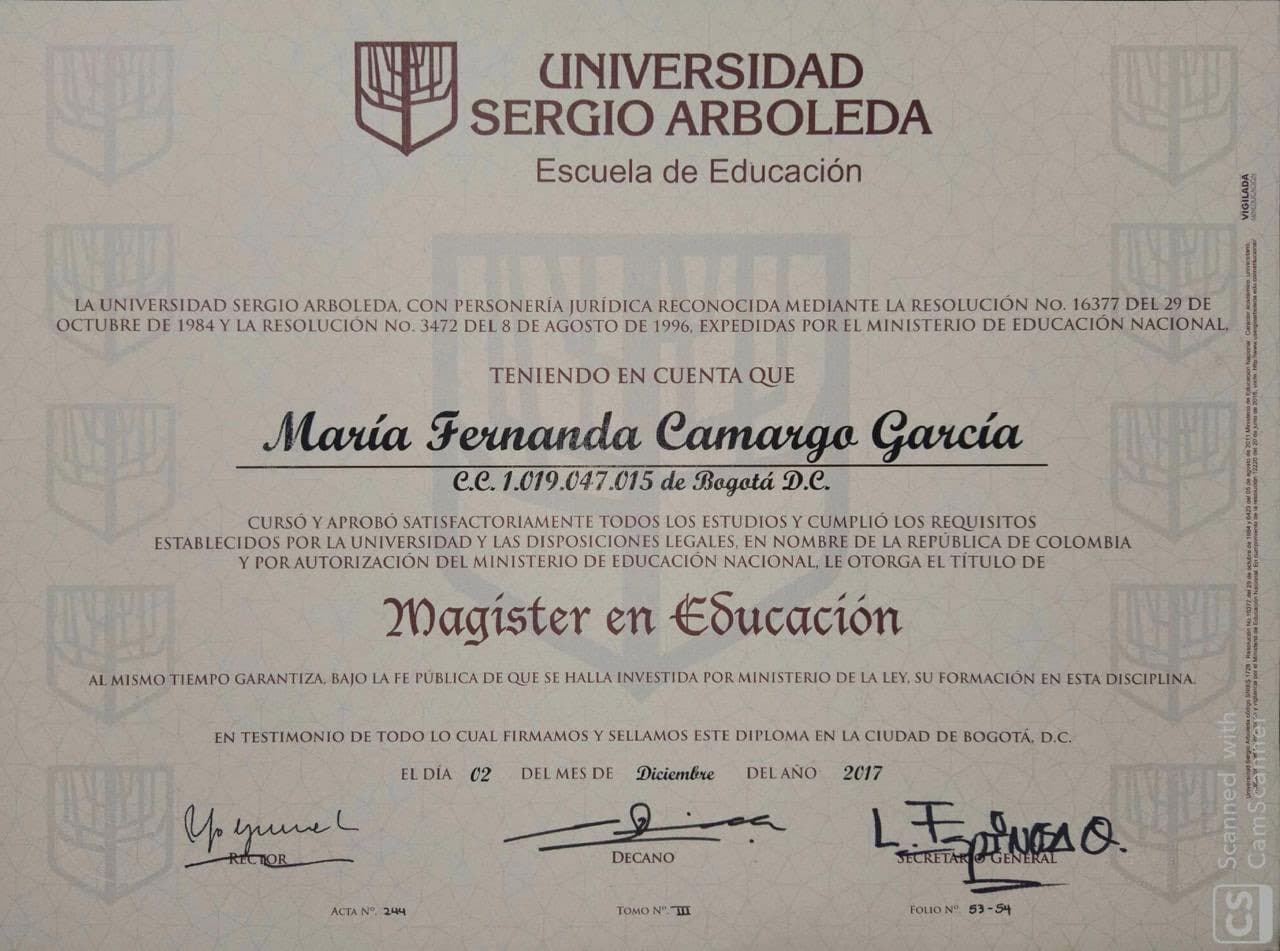 UNIVERSIDAD
SERGIO ARBOLEDA
Escuela de Educación
VIGILADA
MINEDUCACIÓN
LA UNIVERSIDAD SERGIO ARBOLEDA, CON PERSONERÍA JURÍDICA RECONOCIDA MEDIANTE LA RESOLUCIÓN No. 16377 DEL 29 DE
OCTUBRE DE 1984 Y LA RESOLUCIÓN No. 3472 DEL 8 DE AGOSTO DE 1996, EXPEDIDAS POR EL MINISTERIO DE EDUCACIÓN NACIONAL,
TENIENDO EN CUENTA QUE
María Fernanda Camargo García
C.C. 1.019.047.015 de Bogotá D.C.
CURSÓ Y APROBÓ SATISFACTORIAMENTE TODOS LOS ESTUDIOS Y CUMPLIÓ LOS REQUISITOS
ESTABLECIDOS POR LA UNIVERSIDAD Y LAS DISPOSICIONES LEGALES, EN NOMBRE DE LA REPÚBLICA DE COLOMBIA
Y POR AUTORIZACIÓN DEL MINISTERIO DE EDUCACIÓN NACIONAL, LE OTORGA EL TÍTULO DE
Magíster en Educación
AL MISMO TIEMPO GARANTIZA, BAJO LA FE PÚBLICA DE QUE SE HALLA INVESTIDA POR MINISTERIO DE LA LEY, SU FORMACIÓN EN ESTA DISCIPLINA.
EN TESTIMONIO DE TODO LO CUAL FIRMAMOS Y SELLAMOS ESTE DIPLOMA EN LA CIUDAD DE BOGOTÁ, D.C.
EL DÍA 02 DEL MES DE Diciembre DEL AÑO 2017
L. Espinosa Q.
RECTOR DECANO SECRETARIO GENERAL
ACTA Nº. 244 TOMO Nº. III FOLIO Nº 53-54
Scanned with
CamScanner
CS